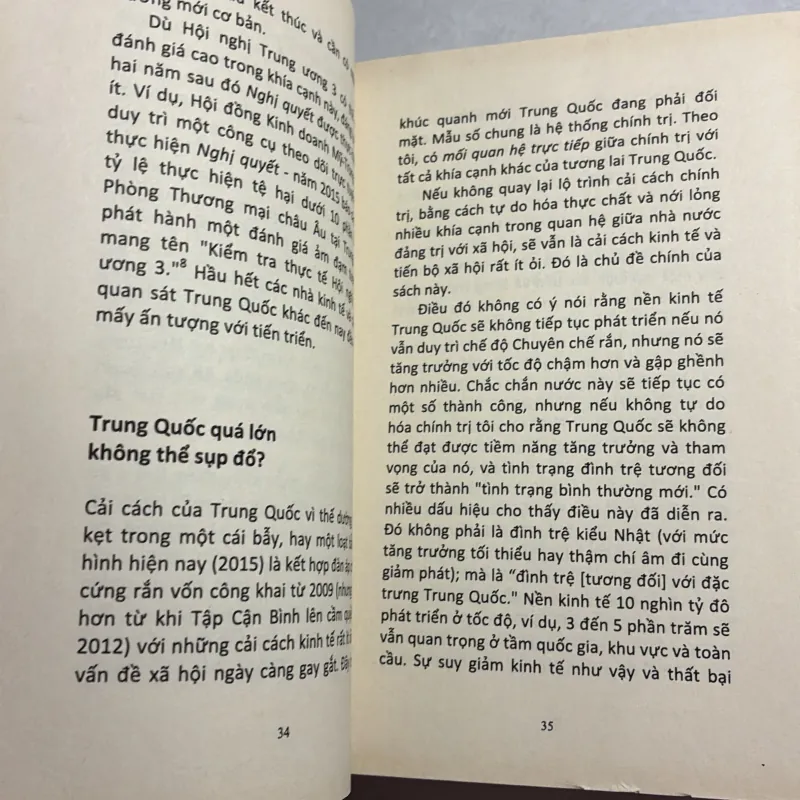 kết thúc và cần có
mới cơ bản.
Dù Hội nghị Trung ương 3 có
đánh giá cao trong khía cạnh này,
hai năm sau đó Nghị quyết được
ít. Ví dụ, Hội đồng Kinh doanh Mỹ-Trung
duy trì một công cụ theo dõi trực
thực hiện Nghị quyết - năm 2015
tỷ lệ thực hiện tệ hại dưới 10
Phòng Thương mại châu Âu tại
phát hành một đánh giá ảm đạm
mang tên "Kiểm tra thực tế Hội
ương 3."⁸ Hầu hết các nhà kinh tế
quan sát Trung Quốc khác đến nay
mấy ấn tượng với tiến triển.
Trung Quốc quá lớn
không thể sụp đổ?
Cải cách của Trung Quốc vì thế dường
kẹt trong một cái bẫy, hay một loạt
hình hiện nay (2015) là kết hợp đàn áp
cứng rắn vốn công khai từ 2009
hơn từ khi Tập Cận Bình lên cầm
2012) với những cải cách kinh tế rất
vấn đề xã hội ngày càng gay gắt.
34
khúc quanh mới Trung Quốc đang phải đối
mặt. Mẫu số chung là hệ thống chính trị. Theo
tôi, có mối quan hệ trực tiếp giữa chính trị với
tất cả khía cạnh khác của tương lai Trung Quốc.
Nếu không quay lại lộ trình cải cách chính
trị, bằng cách tự do hóa thực chất và nới lỏng
nhiều khía cạnh trong quan hệ giữa nhà nước
đảng trị với xã hội, sẽ vẫn là cải cách kinh tế và
tiến bộ xã hội rất ít ỏi. Đó là chủ đề chính của
sách này.
Điều đó không có ý nói rằng nền kinh tế
Trung Quốc sẽ không tiếp tục phát triển nếu nó
vẫn duy trì chế độ Chuyên chế rắn, nhưng nó sẽ
tăng trưởng với tốc độ chậm hơn và gập ghềnh
hơn nhiều. Chắc chắn nước này sẽ tiếp tục có
một số thành công, nhưng nếu không tự do
hóa chính trị tôi cho rằng Trung Quốc sẽ không
thể đạt được tiềm năng tăng trưởng và tham
vọng của nó, và tình trạng đình trệ tương đối
sẽ trở thành "tình trạng bình thường mới." Có
nhiều dấu hiệu cho thấy điều này đã diễn ra.
Đó không phải là đình trệ kiểu Nhật (với mức
tăng trưởng tối thiểu hay thậm chí âm đi cùng
giảm phát); mà là “đình trệ [tương đối] với đặc
trưng Trung Quốc." Nền kinh tế 10 nghìn tỷ đô
phát triển ở tốc độ, ví dụ, 3 đến 5 phần trăm sẽ
vẫn quan trọng ở tầm quốc gia, khu vực và toàn
cầu. Sự suy giảm kinh tế như vậy và thất bại
35